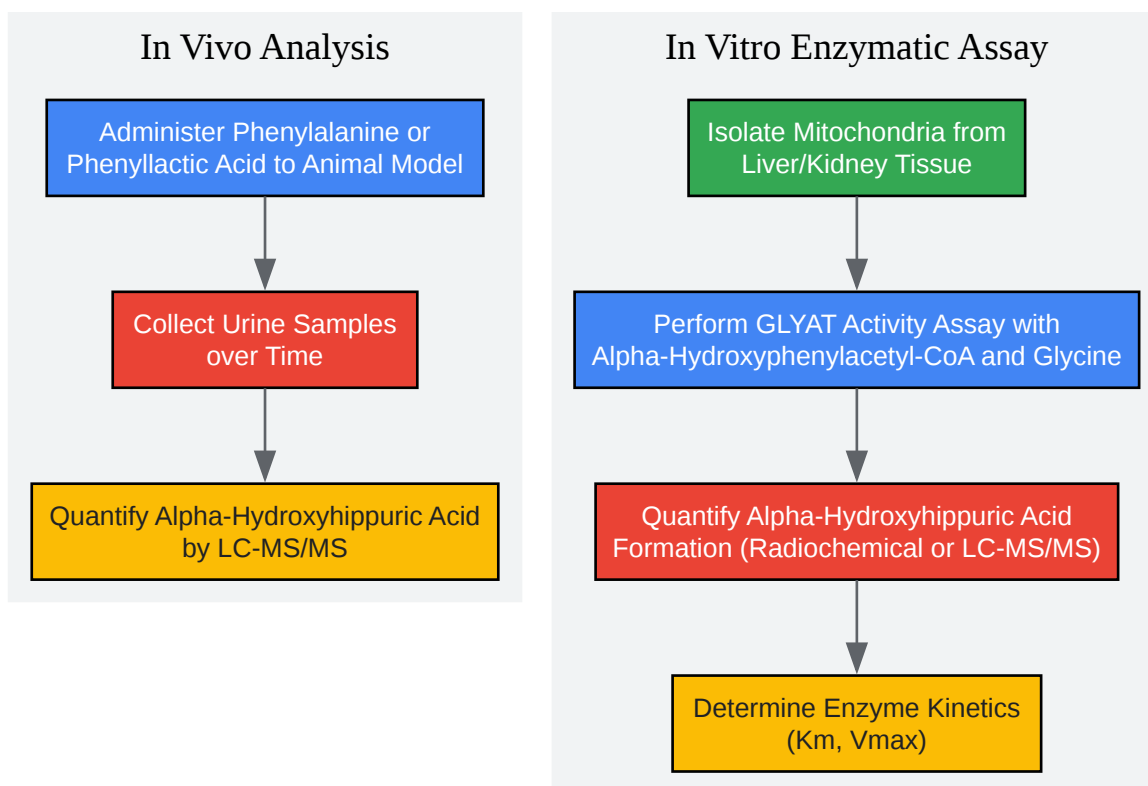 In Vivo Analysis
Administer Phenylalanine or
Phenyllactic Acid to Animal Model
Collect Urine Samples
over Time
Quantify Alpha-Hydroxyhippuric Acid
by LC-MS/MS
In Vitro Enzymatic Assay
Isolate Mitochondria from
Liver/Kidney Tissue
Perform GLYAT Activity Assay with
Alpha-Hydroxyphenylacetyl-CoA and Glycine
Quantify Alpha-Hydroxyhippuric Acid
Formation (Radiochemical or LC-MS/MS)
Determine Enzyme Kinetics
(Km, Vmax)